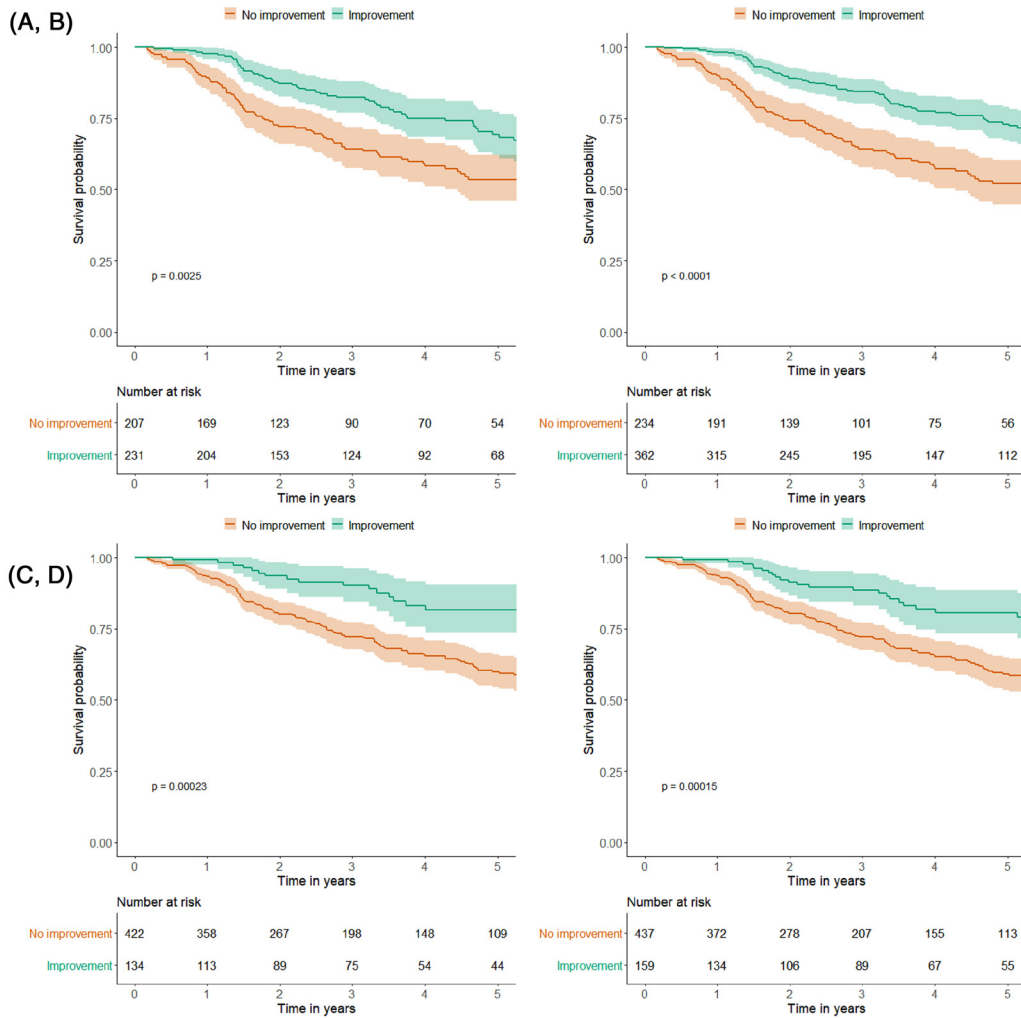 (A, B)
No improvement Improvement
1.00
0.75
0.50
0.25
0.00
Survival probability
p = 0.0025
0 1 2 3 4 5
Time in years
Number at risk
No improvement 207 169 123 90 70 54
Improvement 231 204 153 124 92 68
0 1 2 3 4 5
Time in years
No improvement Improvement
1.00
0.75
0.50
0.25
0.00
Survival probability
p < 0.0001
0 1 2 3 4 5
Time in years
Number at risk
No improvement 234 191 139 101 75 56
Improvement 362 315 245 195 147 112
0 1 2 3 4 5
Time in years
(C, D)
No improvement Improvement
1.00
0.75
0.50
0.25
0.00
Survival probability
p = 0.00023
0 1 2 3 4 5
Time in years
Number at risk
No improvement 422 358 267 198 148 109
Improvement 134 113 89 75 54 44
0 1 2 3 4 5
Time in years
No improvement Improvement
1.00
0.75
0.50
0.25
0.00
Survival probability
p = 0.00015
0 1 2 3 4 5
Time in years
Number at risk
No improvement 437 372 278 207 155 113
Improvement 159 134 106 89 67 55
0 1 2 3 4 5
Time in years